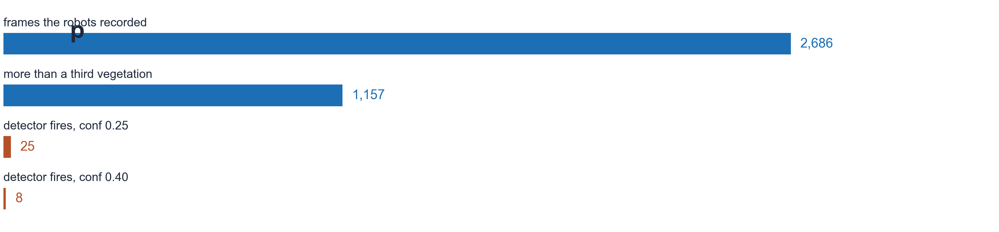 frames the robots recorded
p
2,686
more than a third vegetation
1,157
detector fires, conf 0.25
25
detector fires, conf 0.40
8